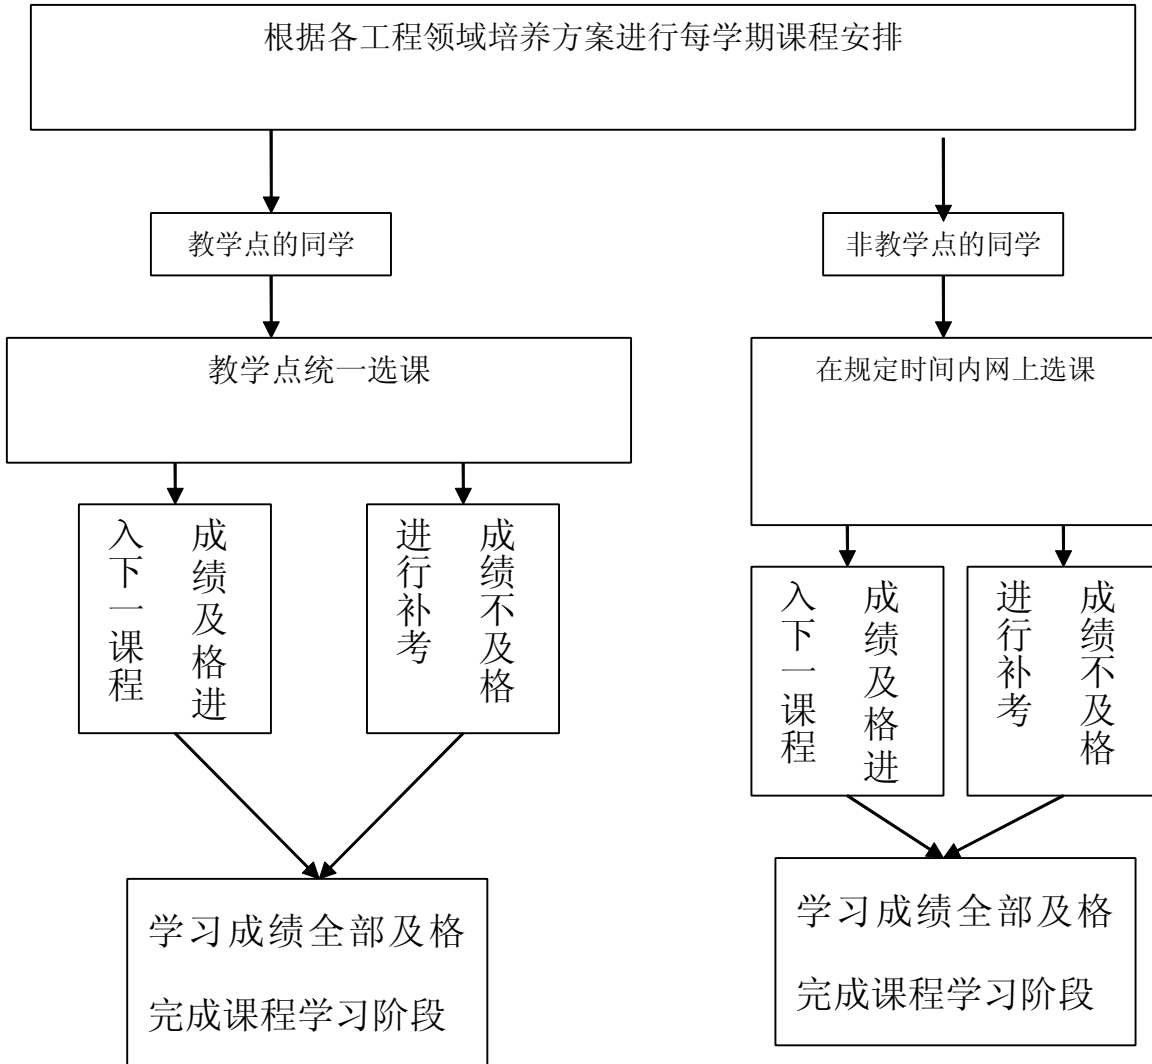 根据各工程领域培养方案进行每学期课程安排
教学点的同学
非教学点的同学
教学点统一选课
在规定时间内网上选课
成绩及格进
入下一课程
成绩不及格
进行补考
成绩及格进
入下一课程
成绩不及格
进行补考
学习成绩全部及格
完成课程学习阶段
学习成绩全部及格
完成课程学习阶段